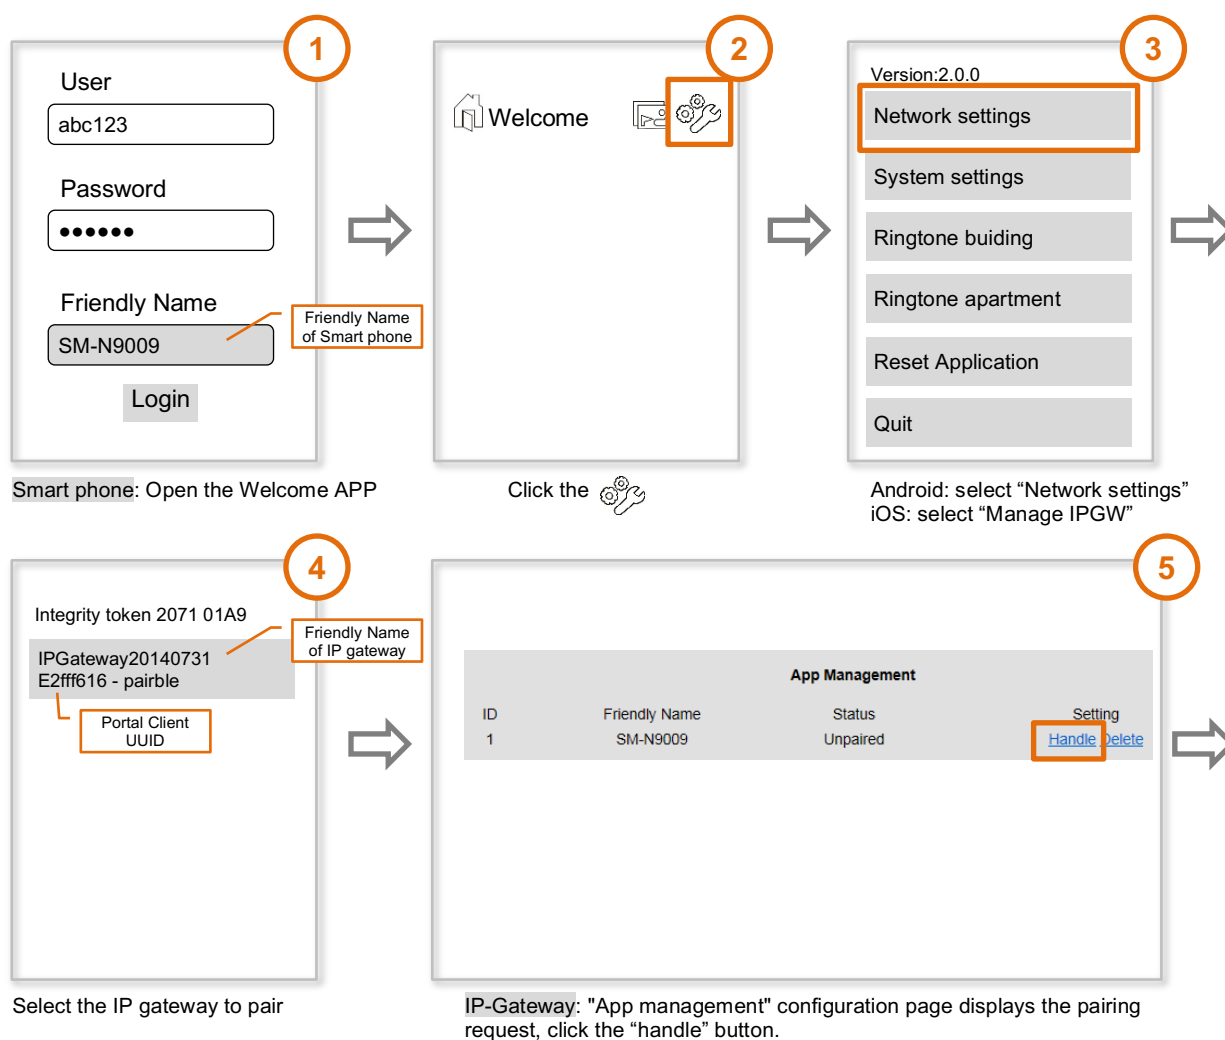 1
User
abc123
Password
●●●●●●
Friendly Name
SM-N9009
Friendly Name
of Smart phone
Login
Smart phone: Open the Welcome APP
2
Welcome
Click the
3
Version:2.0.0
Network settings
System settings
Ringtone buiding
Ringtone apartment
Reset Application
Quit
Android: select “Network settings”
iOS: select “Manage IPGW”
4
Integrity token 2071 01A9
Friendly Name
of IP gateway
IPGateway20140731
E2fff616 - pairble
Portal Client
UUID
Select the IP gateway to pair
5
App Management
ID Friendly Name Status Setting
1 SM-N9009 Unpaired Handle Delete
IP-Gateway: "App management" configuration page displays the pairing
request, click the “handle” button.